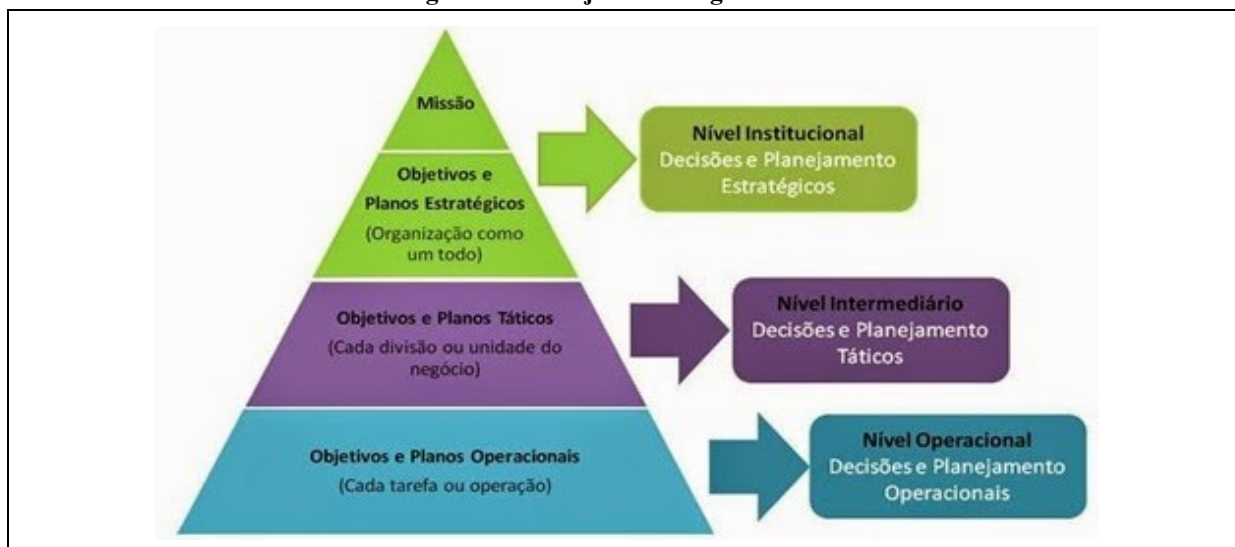 Missão
Objetivos e
Planos Estratégicos
(Organização como
um todo)
Nível Institucional
Decisões e Planejamento
Estratégicos
Objetivos e Planos Táticos
(Cada divisão ou unidade do
negócio)
Nível Intermediário
Decisões e Planejamento
Táticos
Objetivos e Planos Operacionais
(Cada tarefa ou operação)
Nível Operacional
Decisões e Planejamento
Operacionais